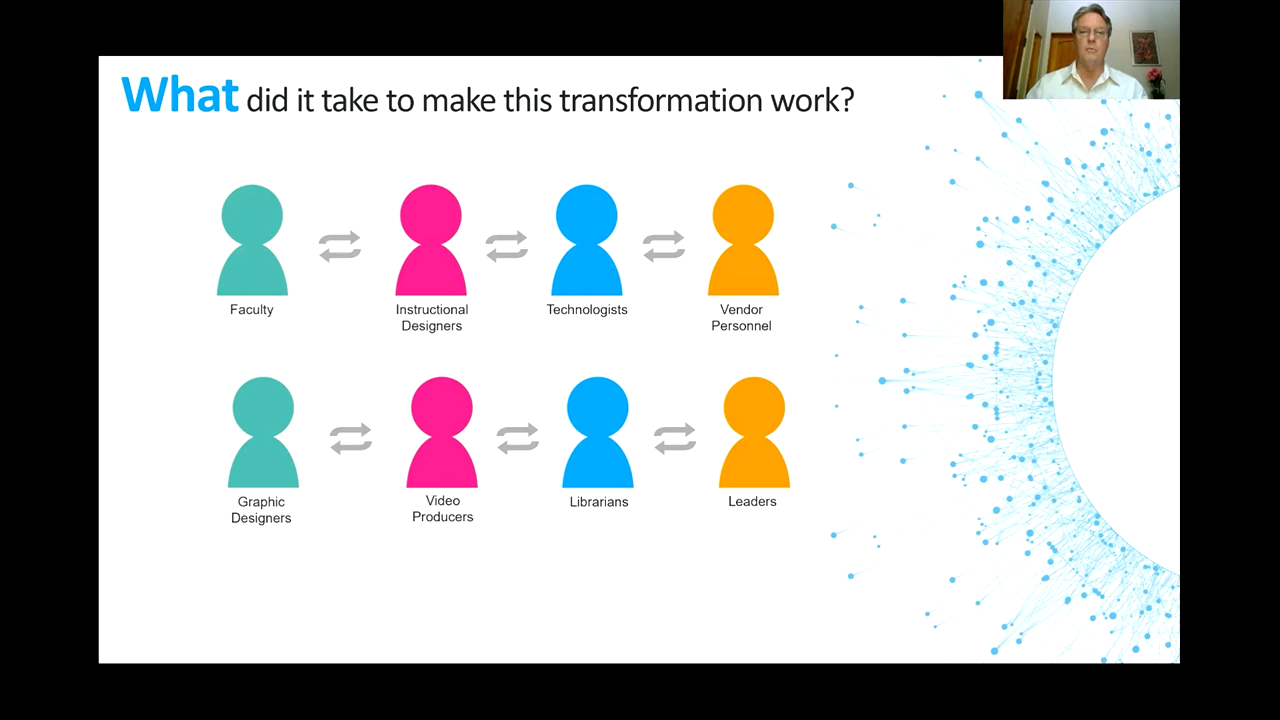 What did it take to make this transformation work?
Faculty
Instructional
Designers
Technologists
Vendor
Personnel
Graphic
Designers
Video
Producers
Librarians
Leaders